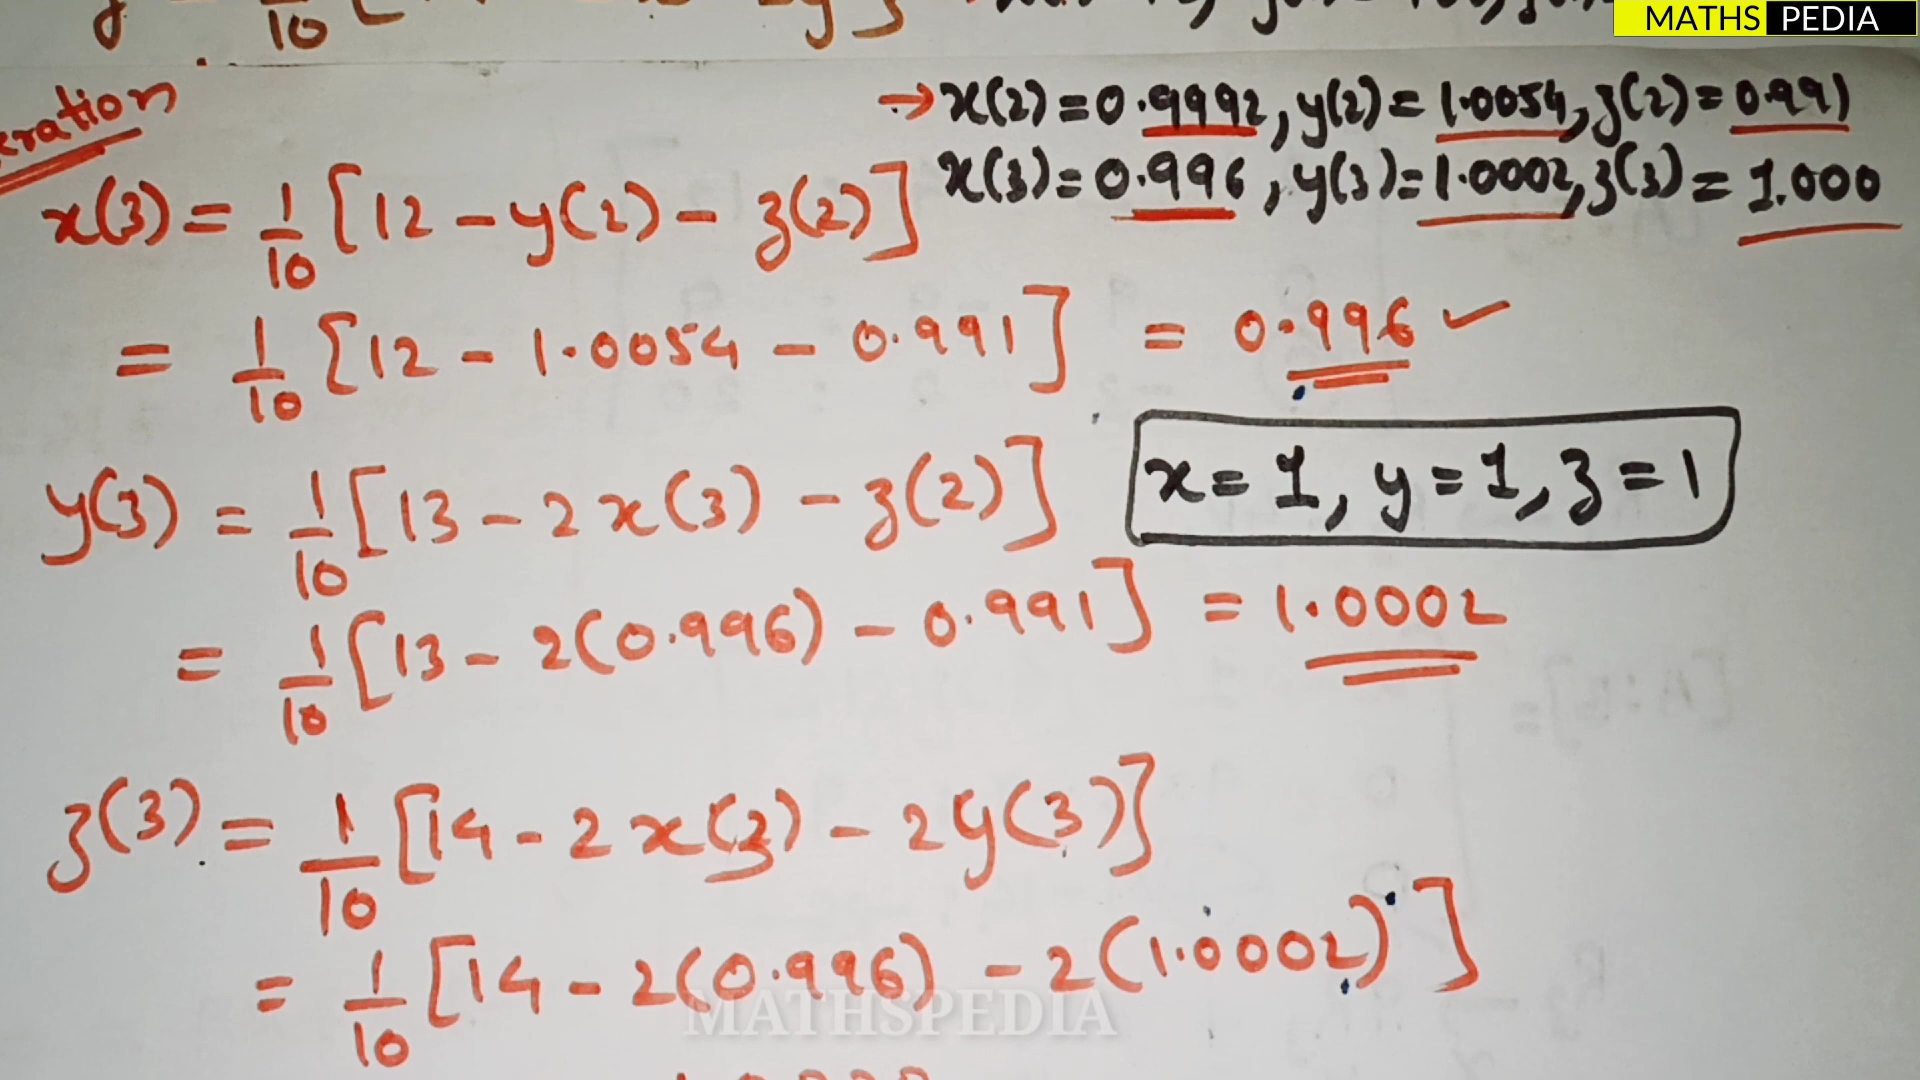 MATHS PEDIA
→ x(2) = 0.9992, y(2) = 1.0054, z(2) = 0.991
x(3) = 0.996, y(3) = 1.0002, z(3) = 1.000
x(3) = 1/10 [12 - y(2) - z(2)]
= 1/10 [12 - 1.0054 - 0.991] = 0.996 ✓
y(3) = 1/10 [13 - 2x(3) - z(2)]
x = 1, y = 1, z = 1
= 1/10 [13 - 2(0.996) - 0.991] = 1.0002
z(3) = 1/10 [14 - 2x(3) - 2y(3)]
= 1/10 [14 - 2(0.996) - 2(1.0002)]
MATHSPEDIA